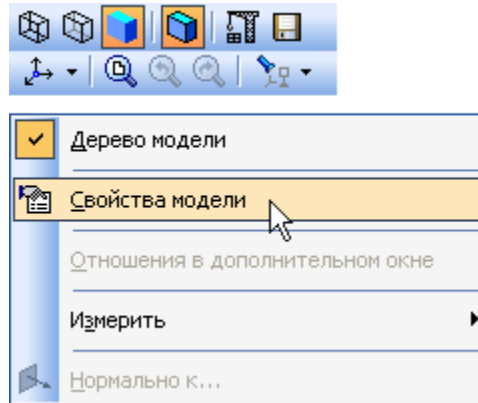 Дерево модели
Свойства модели
Отношения в дополнительном окне
Измерить
Нормально к...